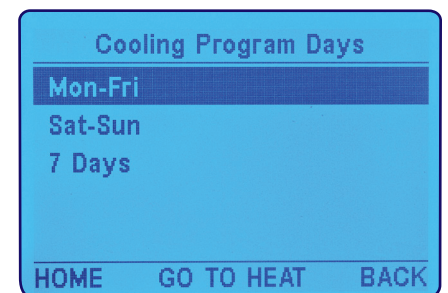 Cooling Program Days
Mon-Fri
Sat-Sun
7 Days
HOME GO TO HEAT BACK